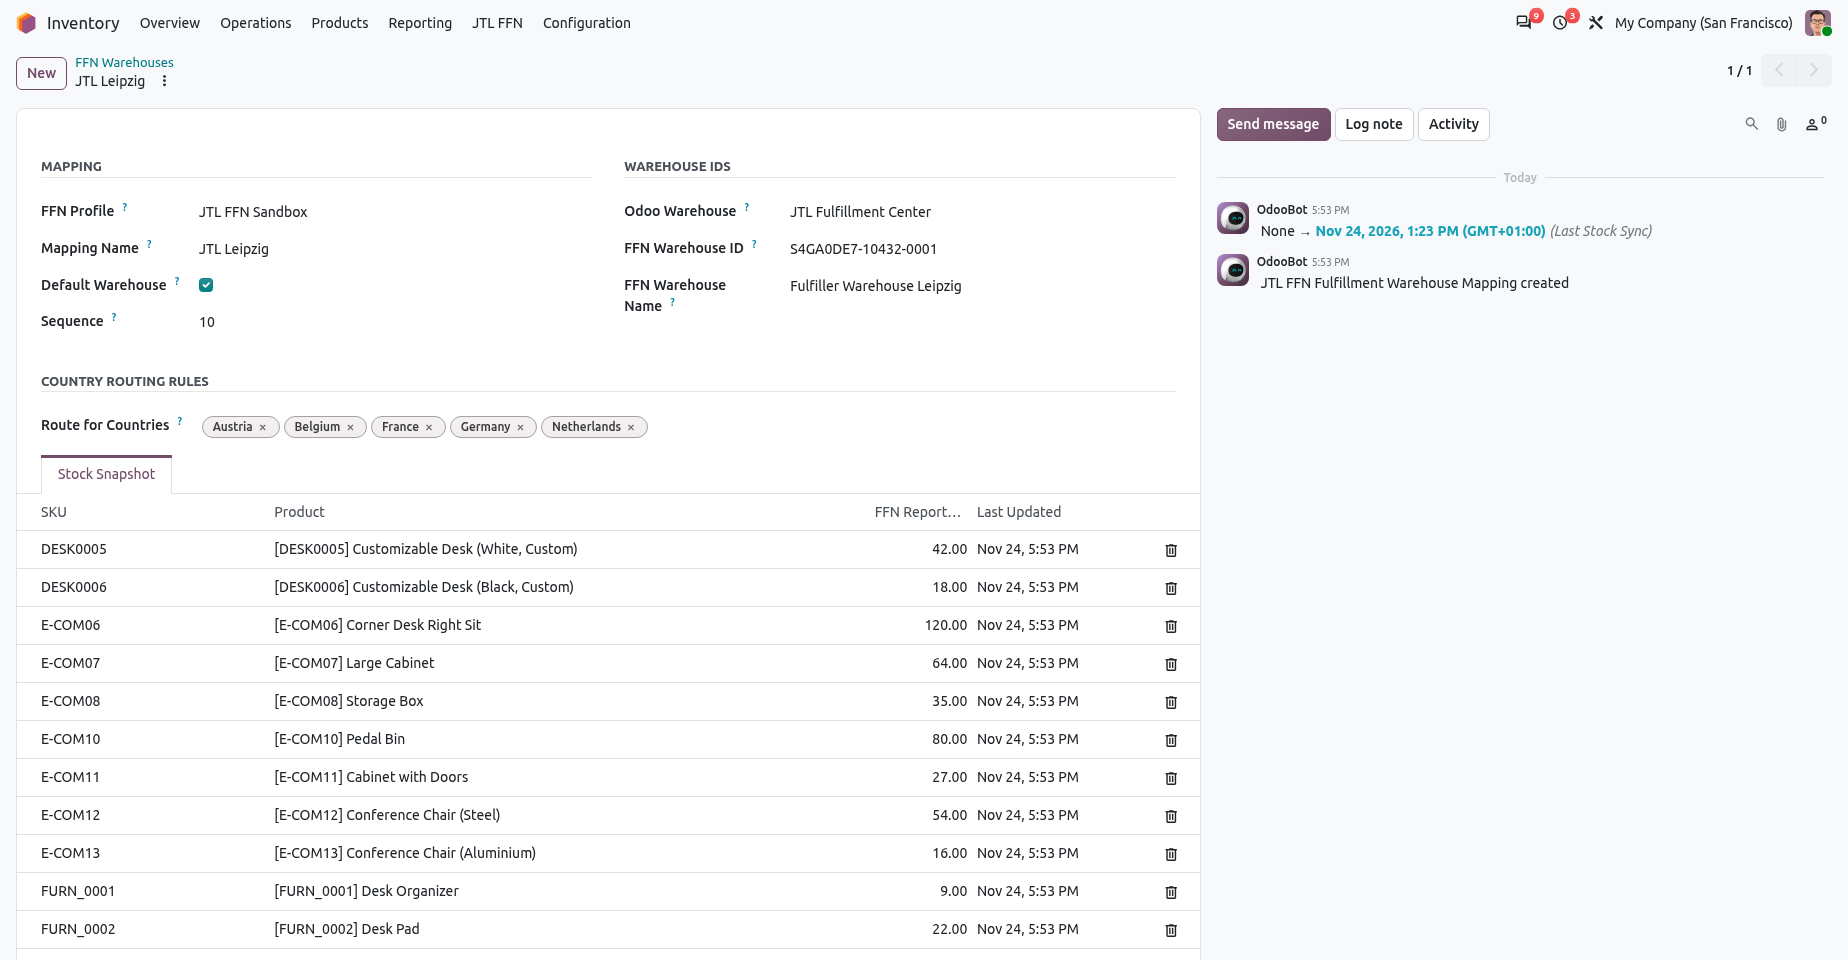 Inventory Overview Operations Products Reporting JTL FFN Configuration 9 3 My Company (San Francisco)
New FFN Warehouses
JTL Leipzig
1 / 1
MAPPING
FFN Profile ? JTL FFN Sandbox
Mapping Name ? JTL Leipzig
Default Warehouse ?
Sequence ? 10
WAREHOUSE IDS
Odoo Warehouse ? JTL Fulfillment Center
FFN Warehouse ID ? S4GA0DE7-10432-0001
FFN Warehouse Name ? Fulfiller Warehouse Leipzig
COUNTRY ROUTING RULES
Route for Countries ? Austria × Belgium × France × Germany × Netherlands ×
Stock Snapshot
SKU Product FFN Report... Last Updated
DESK0005 [DESK0005] Customizable Desk (White, Custom) 42.00 Nov 24, 5:53 PM
DESK0006 [DESK0006] Customizable Desk (Black, Custom) 18.00 Nov 24, 5:53 PM
E-COM06 [E-COM06] Corner Desk Right Sit 120.00 Nov 24, 5:53 PM
E-COM07 [E-COM07] Large Cabinet 64.00 Nov 24, 5:53 PM
E-COM08 [E-COM08] Storage Box 35.00 Nov 24, 5:53 PM
E-COM10 [E-COM10] Pedal Bin 80.00 Nov 24, 5:53 PM
E-COM11 [E-COM11] Cabinet with Doors 27.00 Nov 24, 5:53 PM
E-COM12 [E-COM12] Conference Chair (Steel) 54.00 Nov 24, 5:53 PM
E-COM13 [E-COM13] Conference Chair (Aluminium) 16.00 Nov 24, 5:53 PM
FURN_0001 [FURN_0001] Desk Organizer 9.00 Nov 24, 5:53 PM
FURN_0002 [FURN_0002] Desk Pad 22.00 Nov 24, 5:53 PM
Send message Log note Activity 0
Today
OdooBot 5:53 PM
None → Nov 24, 2026, 1:23 PM (GMT+01:00) (Last Stock Sync)
OdooBot 5:53 PM
JTL FFN Fulfillment Warehouse Mapping created